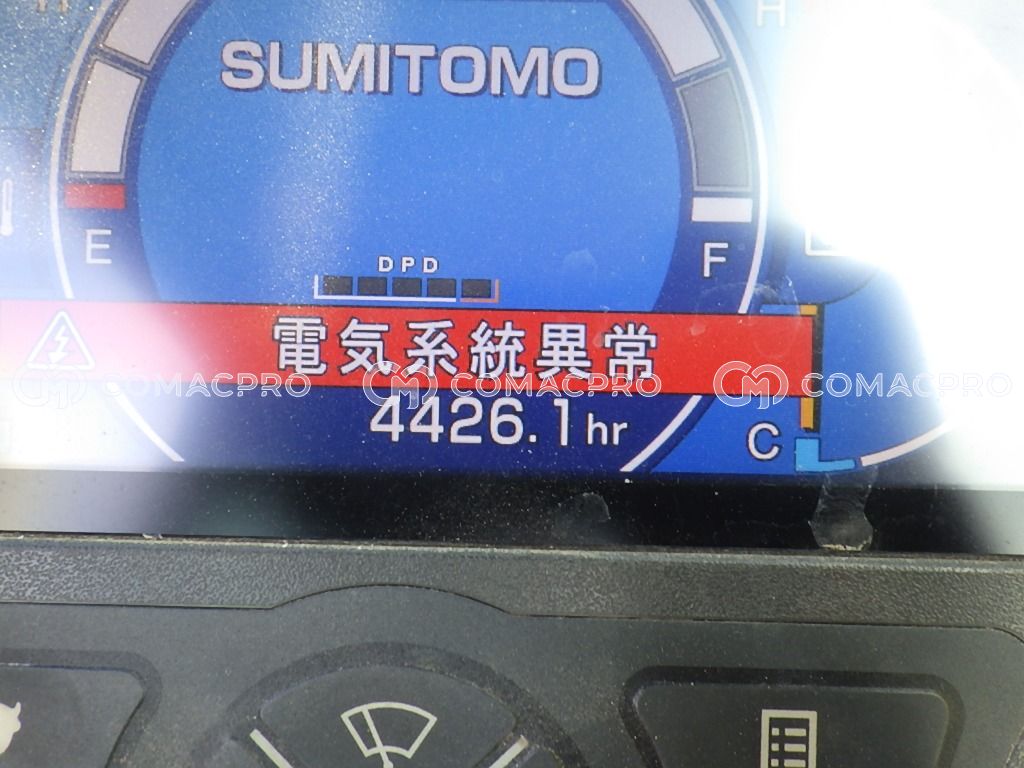 H
SUMITOMO
E
F
DPD
電気系統異常
COMACPRO COMACPRO COMACPRO
4426.1hr
C